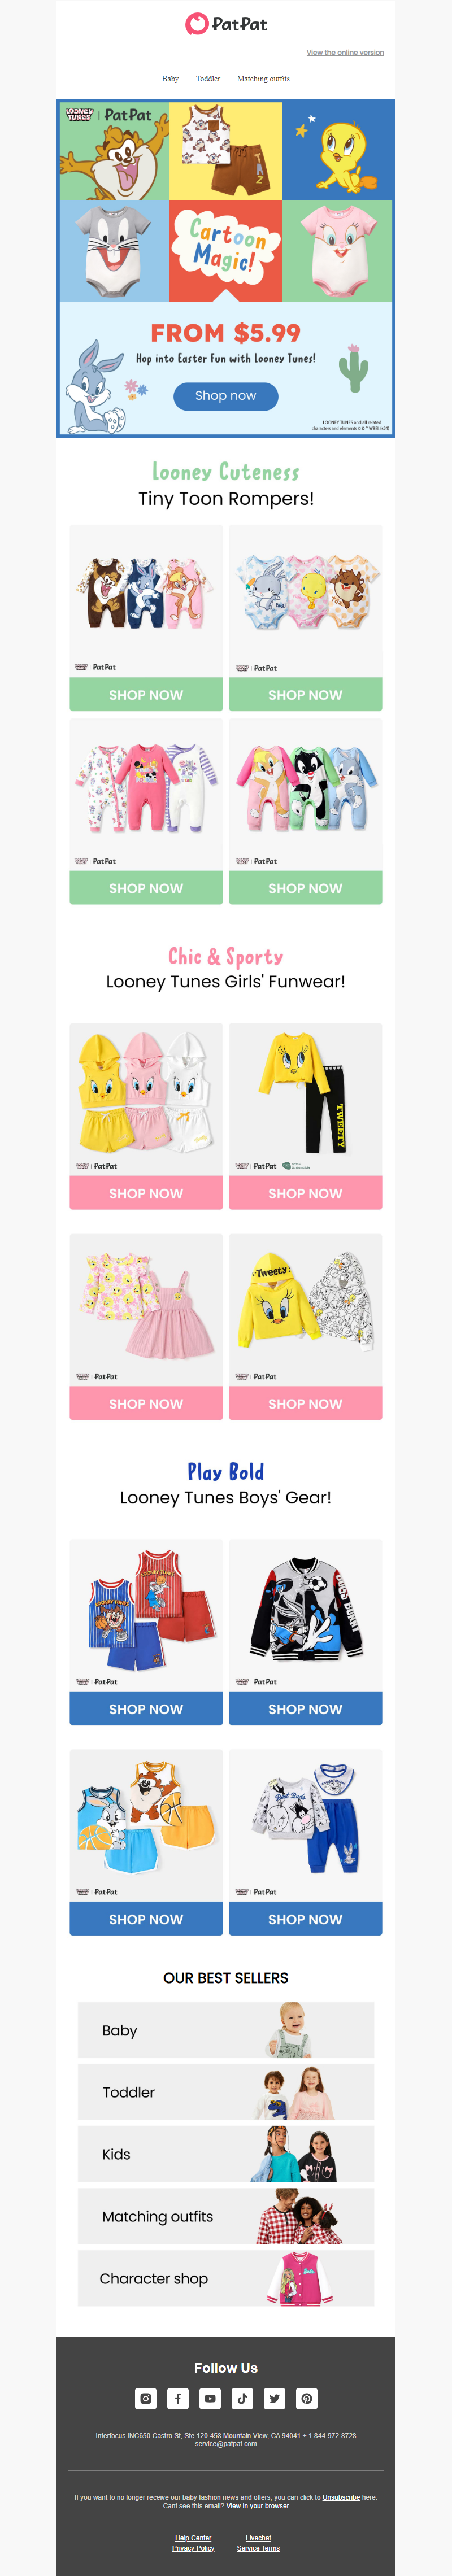 PatPat
View the online version
Baby Toddler Matching outfits
LOONEY TUNES | PatPat
Cartoon
Magic!
FROM $5.99
Hop into Easter Fun with Looney Tunes!
Shop now
LOONEY TUNES and all related
characters and elements © & ™ WBEI. (s24)
Looney Cuteness
Tiny Toon Rompers!
PatPat
PatPat
SHOP NOW
SHOP NOW
PatPat
PatPat
SHOP NOW
SHOP NOW
Chic & Sporty
Looney Tunes Girls' Funwear!
TWEETY
PatPat
PatPat
SHOP NOW
SHOP NOW
Tweety
PatPat
PatPat
SHOP NOW
SHOP NOW
Play Bold
Looney Tunes Boys' Gear!
LOONEY TUNES
LOONEY TUNES
PatPat
PatPat
SHOP NOW
SHOP NOW
Best Buds
PatPat
PatPat
SHOP NOW
SHOP NOW
OUR BEST SELLERS
Baby
Toddler
Kids
Matching outfits
Character shop
Follow Us
Interfocus INC650 Castro St, Ste 120-458 Mountain View, CA 94041 + 1 844-972-8728
service@patpat.com
If you want to no longer receive our baby fashion news and offers, you can click to Unsubscribe here.
Cant see this email? View in your browser
Help Center Livechat
Privacy Policy Service Terms